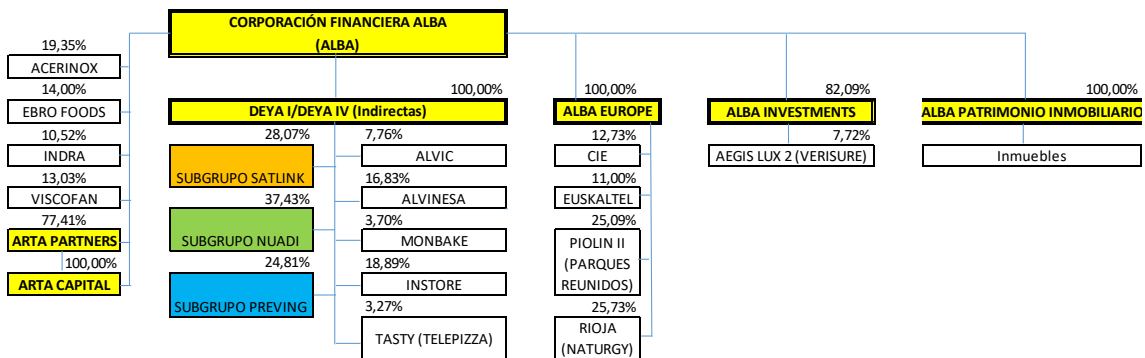 CORPORACIÓN FINANCIERA ALBA
(ALBA)
19,35%
ACERINOX
14,00%
EBRO FOODS
10,52%
INDRA
13,03%
VISCOFAN
77,41%
ARTA PARTNERS
100,00%
ARTA CAPITAL
100,00%
DEYA I/DEYA IV (Indirectas)
28,07%
SUBGRUPO SATLINK
37,43%
SUBGRUPO NUADI
24,81%
SUBGRUPO PREVING
7,76%
ALVIC
16,83%
ALVINESA
3,70%
MONBAKE
18,89%
INSTORE
3,27%
TASTY (TELEPIZZA)
100,00%
ALBA EUROPE
12,73%
CIE
11,00%
EUSKALTEL
25,09%
PIOLIN II
(PARQUES
REUNIDOS)
25,73%
RIOJA
(NATURGY)
82,09%
ALBA INVESTMENTS
7,72%
AEGIS LUX 2 (VERISURE)
100,00%
ALBA PATRIMONIO INMOBILIARIO
Inmuebles